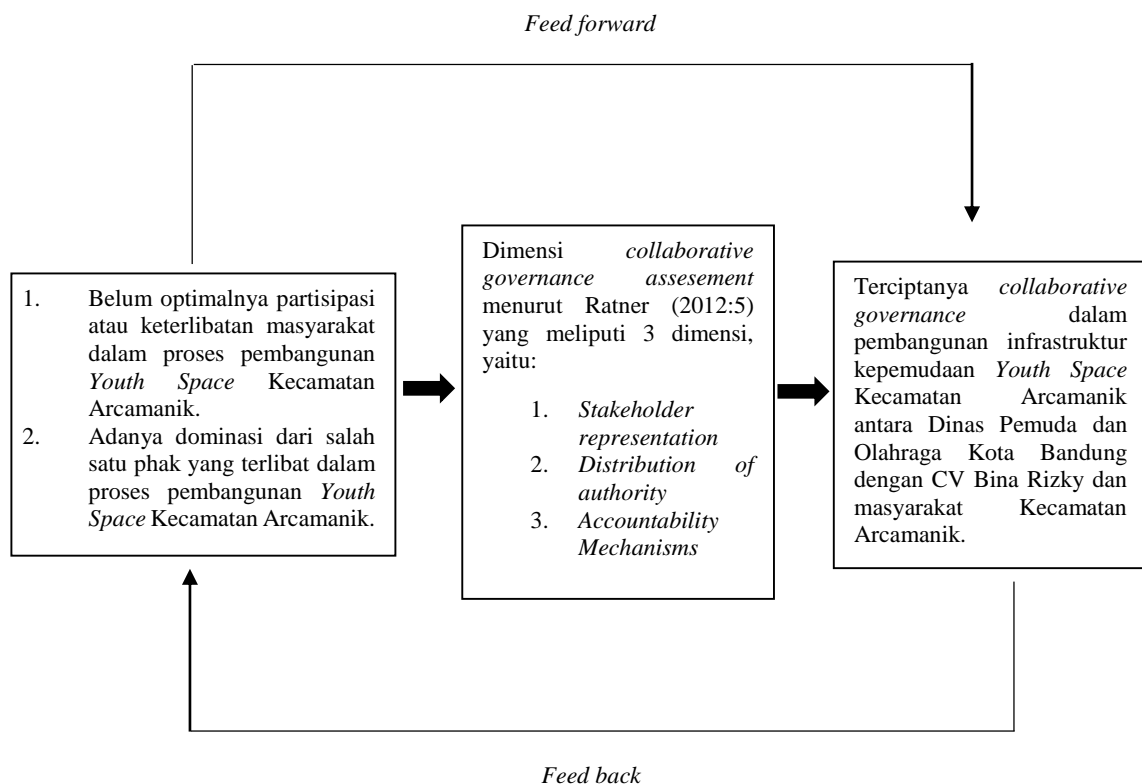 Feed forward
1. Belum optimalnya partisipasi
atau keterlibatan masyarakat
dalam proses pembangunan
Youth Space Kecamatan
Arcamanik.
2. Adanya dominasi dari salah
satu phak yang terlibat dalam
proses pembangunan Youth
Space Kecamatan Arcamanik.
Dimensi collaborative
governance assesement
menurut Ratner (2012:5)
yang meliputi 3 dimensi,
yaitu:
1. Stakeholder
representation
2. Distribution of
authority
3. Accountability
Mechanisms
Terciptanya collaborative
governance dalam
pembangunan infrastruktur
kepemudaan Youth Space
Kecamatan Arcamanik
antara Dinas Pemuda dan
Olahraga Kota Bandung
dengan CV Bina Rizky dan
masyarakat Kecamatan
Arcamanik.
Feed back